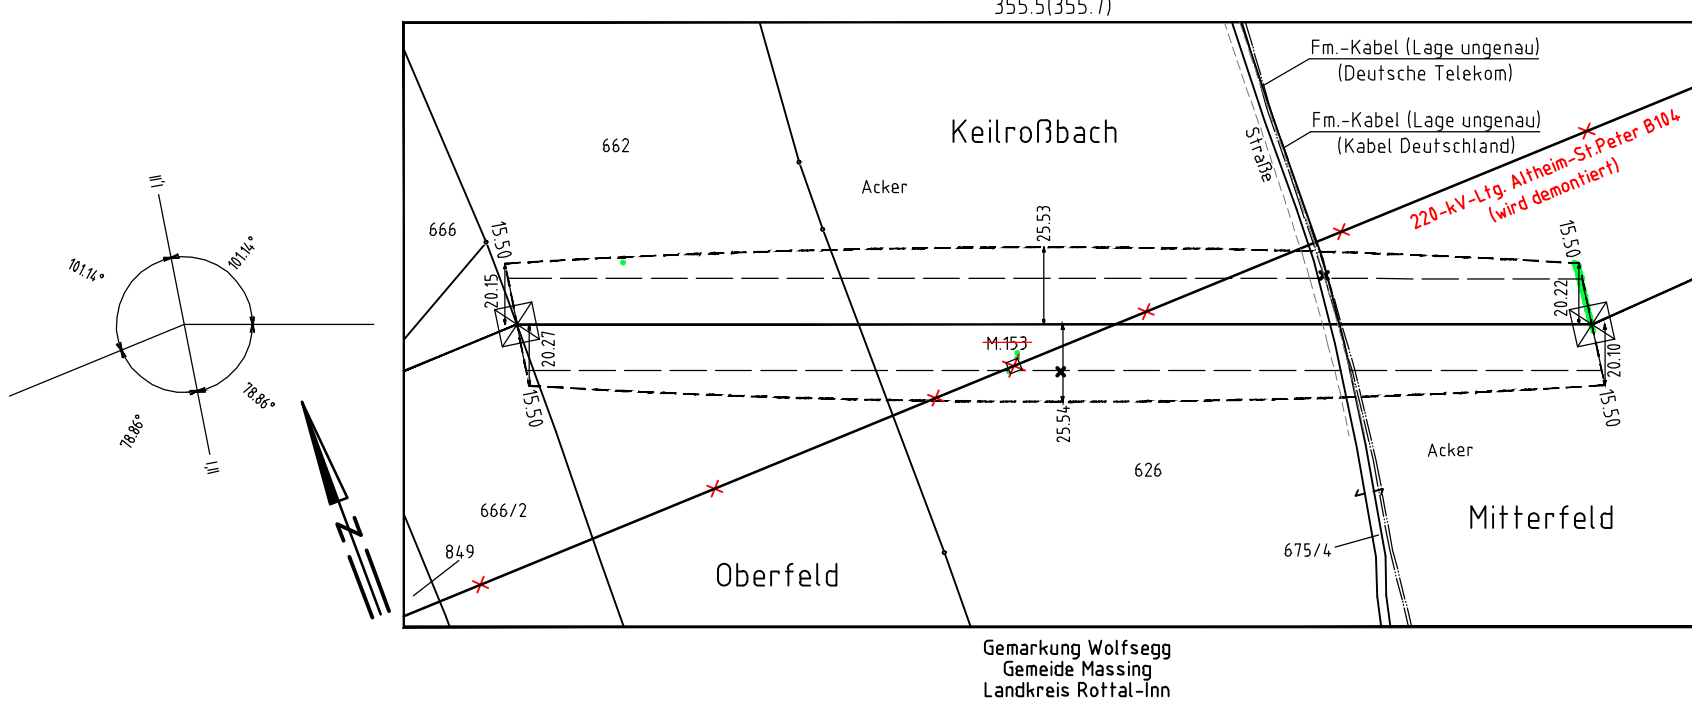 355.5(355.7)
Fm.-Kabel (Lage ungenau)
(Deutsche Telekom)
Fm.-Kabel (Lage ungenau)
(Kabel Deutschland)
Keilroßbach
Straße
662
Acker
220-kV-Ltg. Altheim-St.Peter B104
(wird demontiert)
666
15.50
25.53
15.50
101.14°
101.14°
20.15
20.22
20.27
M.153
20.10
78.86°
78.86°
15.50
25.54
15.50
Acker
626
666/2
N
Mitterfeld
849
675/4
Oberfeld
Gemarkung Wolfsegg
Gemeide Massing
Landkreis Rottal-Inn